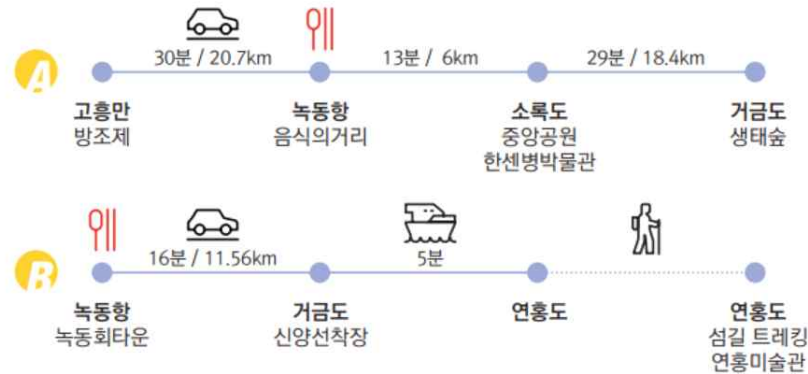 A
30분 / 20.7km
13분 / 6km
29분 / 18.4km
고흥만
방조제
녹동항
음식의거리
소록도
중앙공원
한센병박물관
거금도
생태숲
B
16분 / 11.56km
5분
녹동항
녹동회타운
거금도
신양선착장
연홍도
연홍도
섬길 트레킹
연홍미술관